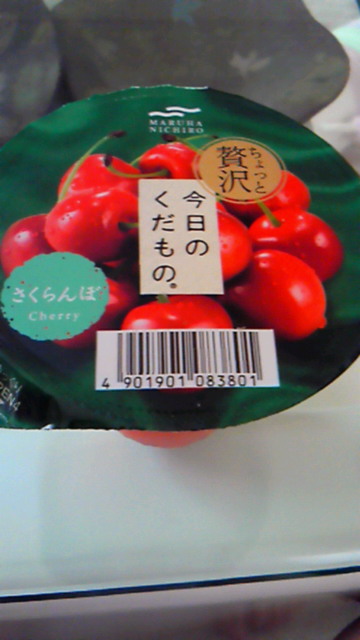 MARUHA
NICHIRO
ちょっと
贅沢
今日の
くだもの。
さくらんぼ
Cherry
4 901901 083801